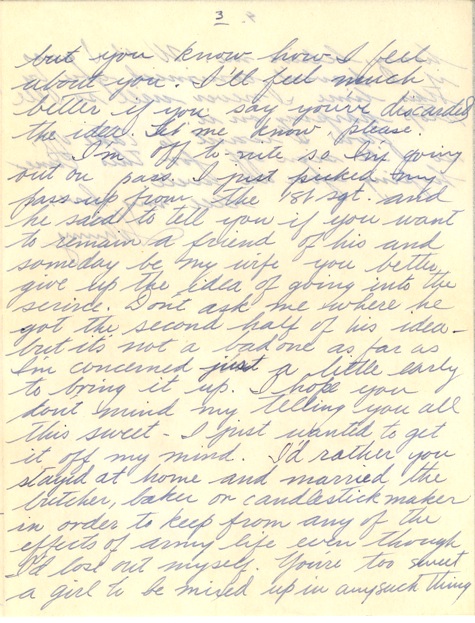 3
but you know how I feel
about you. I'll feel much
better if you say you've discarded
the idea. Let me know, please.
I'm off to-nite so I'm going
out on pass. I just picked my
pass up from the 1st sgt. and
he said to tell you if you want
to remain a friend of his and
someday be my wife you better
give up the idea of going into the
serivce. Don't ask me where he
got the second half of his idea -
but it's not a bad one as far as
I'm concerned just a little early
to bring it up. I hope you
don't mind my telling you all
this sweet - I just wanted to get
it off my mind. I'd rather you
stayed at home and married the
butcher, baker or candlestick maker
in order to keep from any of the
effects of army life even though
I'd lose out myself. You're too sweet
a girl to be mixed up in any such thing